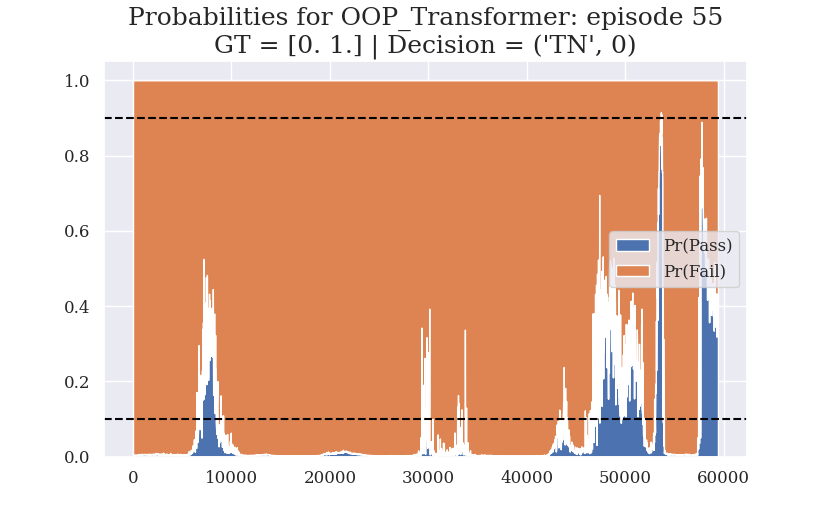 Probabilities for OOP_Transformer: episode 55
GT = [0. 1.] | Decision = ('TN', 0)
1.0
0.8
0.6
0.4
0.2
0.0
Pr(Pass)
Pr(Fail)
0 10000 20000 30000 40000 50000 60000